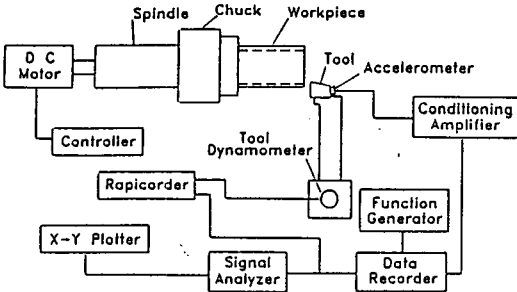 Spindle
Chuck
Workpiece
D C
Motor
Tool
Accelerometer
Conditioning
Amplifier
Controller
Tool
Dynamometer
Rapicorder
Function
Generator
X-Y Plotter
Signal
Analyzer
Data
Recorder